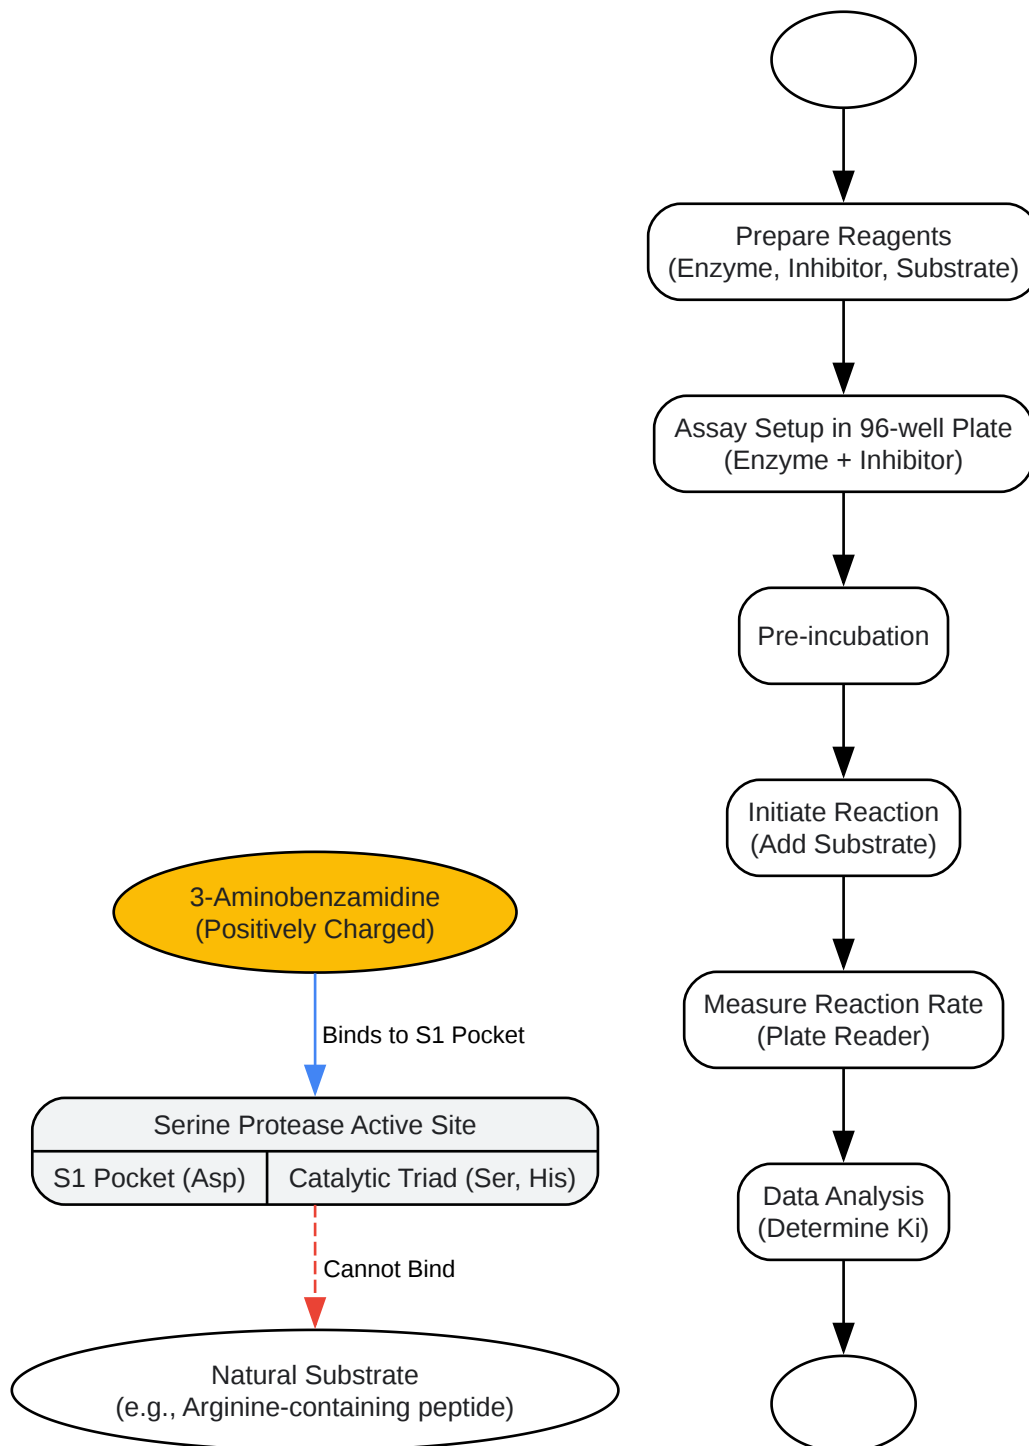 Prepare Reagents
(Enzyme, Inhibitor, Substrate)
Assay Setup in 96-well Plate
(Enzyme + Inhibitor)
Pre-incubation
Initiate Reaction
(Add Substrate)
Measure Reaction Rate
(Plate Reader)
Data Analysis
(Determine Ki)
3-Aminobenzamidine
(Positively Charged)
Binds to S1 Pocket
Serine Protease Active Site
S1 Pocket (Asp)
Catalytic Triad (Ser, His)
Cannot Bind
Natural Substrate
(e.g., Arginine-containing peptide)